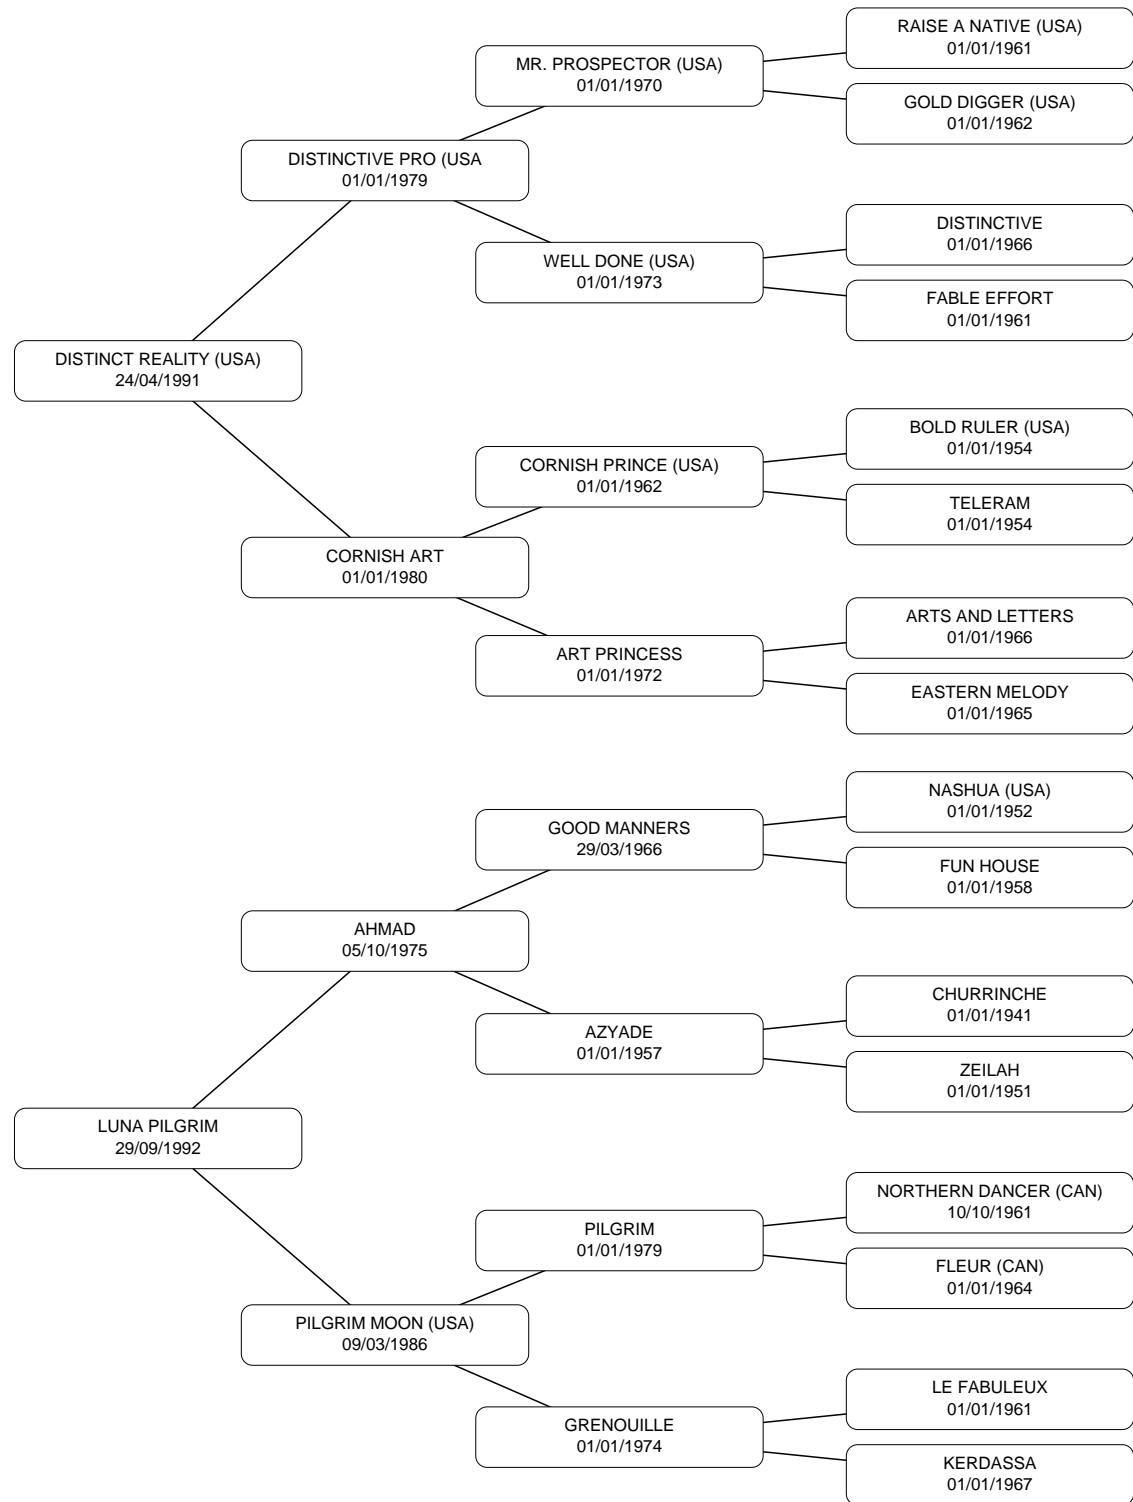 RAISE A NATIVE (USA)
01/01/1961
MR. PROSPECTOR (USA)
01/01/1970
GOLD DIGGER (USA)
01/01/1962
DISTINCTIVE PRO (USA
01/01/1979
DISTINCTIVE
01/01/1966
WELL DONE (USA)
01/01/1973
FABLE EFFORT
01/01/1961
DISTINCT REALITY (USA)
24/04/1991
BOLD RULER (USA)
01/01/1954
CORNISH PRINCE (USA)
01/01/1962
TELERAM
01/01/1954
CORNISH ART
01/01/1980
ARTS AND LETTERS
01/01/1966
ART PRINCESS
01/01/1972
EASTERN MELODY
01/01/1965
NASHUA (USA)
01/01/1952
GOOD MANNERS
29/03/1966
FUN HOUSE
01/01/1958
AHMAD
05/10/1975
CHURRINCHE
01/01/1941
AZYADE
01/01/1957
ZEILAH
01/01/1951
LUNA PILGRIM
29/09/1992
NORTHERN DANCER (CAN)
10/10/1961
PILGRIM
01/01/1979
FLEUR (CAN)
01/01/1964
PILGRIM MOON (USA)
09/03/1986
LE FABULEUX
01/01/1961
GRENOUILLE
01/01/1974
KERDASSA
01/01/1967